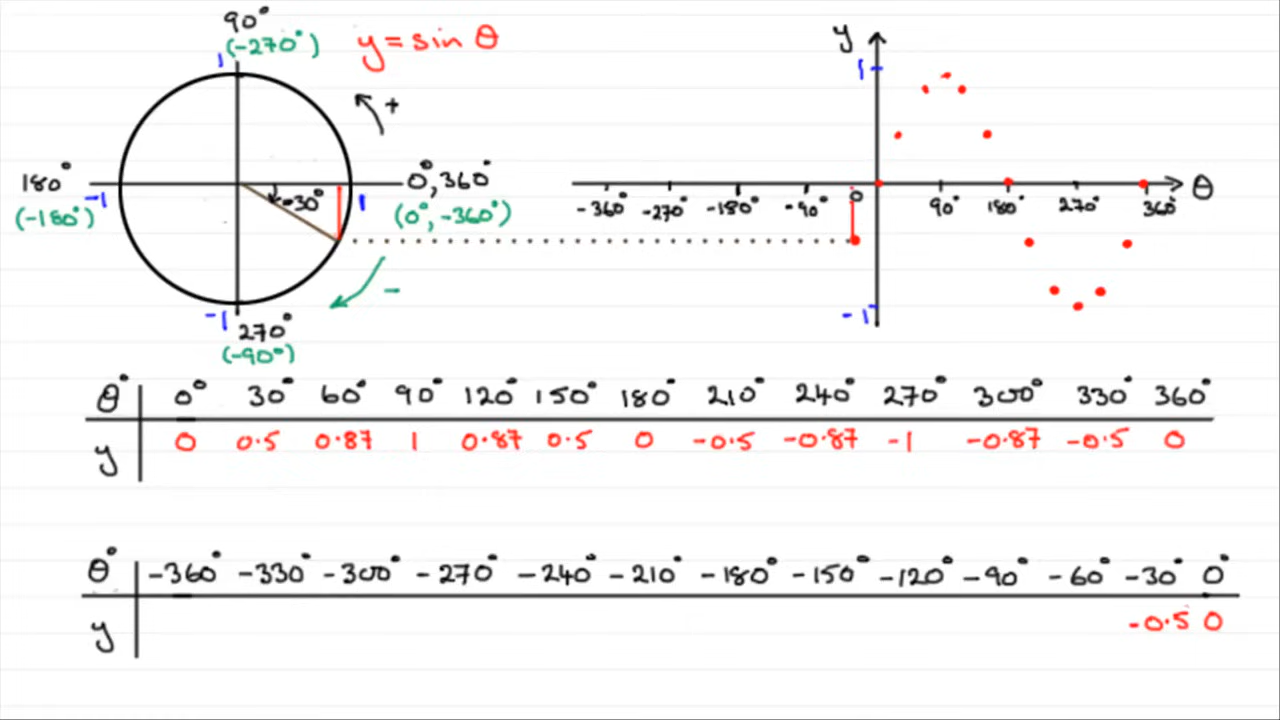 90°
(-270°)
y = sin θ
1
+
180°
-1
(-180°)
-30°
1
0°, 360°
(0°, -360°)
-
-1
270°
(-90°)
y
1
-360° -270° -180° -90° 0 90° 180° 270° 360° θ
-1
θ° 0° 30° 60° 90° 120° 150° 180° 210° 240° 270° 300° 330° 360°
y 0 0.5 0.87 1 0.87 0.5 0 -0.5 -0.87 -1 -0.87 -0.5 0
θ° -360° -330° -300° -270° -240° -210° -180° -150° -120° -90° -60° -30° 0°
y -0.5 0